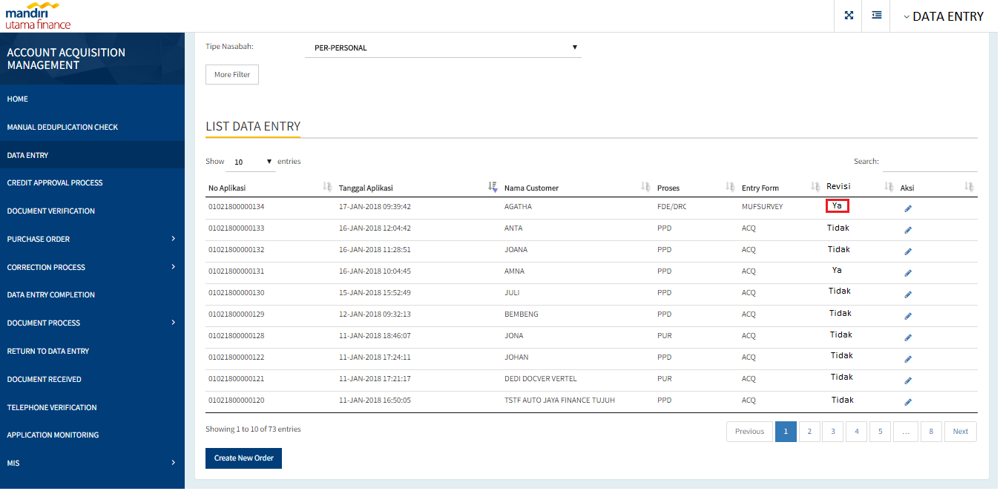 mandiri
utama finance
DATA ENTRY
ACCOUNT ACQUISITION
MANAGEMENT
HOME
MANUAL DEDUPLICATION CHECK
DATA ENTRY
CREDIT APPROVAL PROCESS
DOCUMENT VERIFICATION
PURCHASE ORDER
CORRECTION PROCESS
DATA ENTRY COMPLETION
DOCUMENT PROCESS
RETURN TO DATA ENTRY
DOCUMENT RECEIVED
TELEPHONE VERIFICATION
APPLICATION MONITORING
MIS
Tipe Nasabah: PER-PERSONAL
More Filter
LIST DATA ENTRY
Show 10 entries Search:
No Aplikasi Tanggal Aplikasi Nama Customer Proses Entry Form Revisi Aksi
01021800000134 17-JAN-2018 09:39:42 AGATHA FDE/DRC MUFSURVEY Ya
01021800000133 16-JAN-2018 12:04:42 ANTA PPD ACQ Tidak
01021800000132 16-JAN-2018 11:28:51 JOANA PPD ACQ Tidak
01021800000131 16-JAN-2018 10:04:45 AMNA PPD ACQ Ya
01021800000130 15-JAN-2018 15:52:49 JULI PPD ACQ Tidak
01021800000129 12-JAN-2018 09:32:13 BEMBENG PPD ACQ Tidak
01021800000128 11-JAN-2018 18:46:07 JONA PUR ACQ Tidak
01021800000122 11-JAN-2018 17:24:11 JOHAN PPD ACQ Tidak
01021800000121 11-JAN-2018 17:21:17 DEDI DOCVER VERTEL PUR ACQ Tidak
01021800000120 11-JAN-2018 16:50:05 TSTF AUTO JAYA FINANCE TUJUH PPD ACQ Tidak
Showing 1 to 10 of 73 entries
Previous 1 2 3 4 5 ... 8 Next
Create New Order